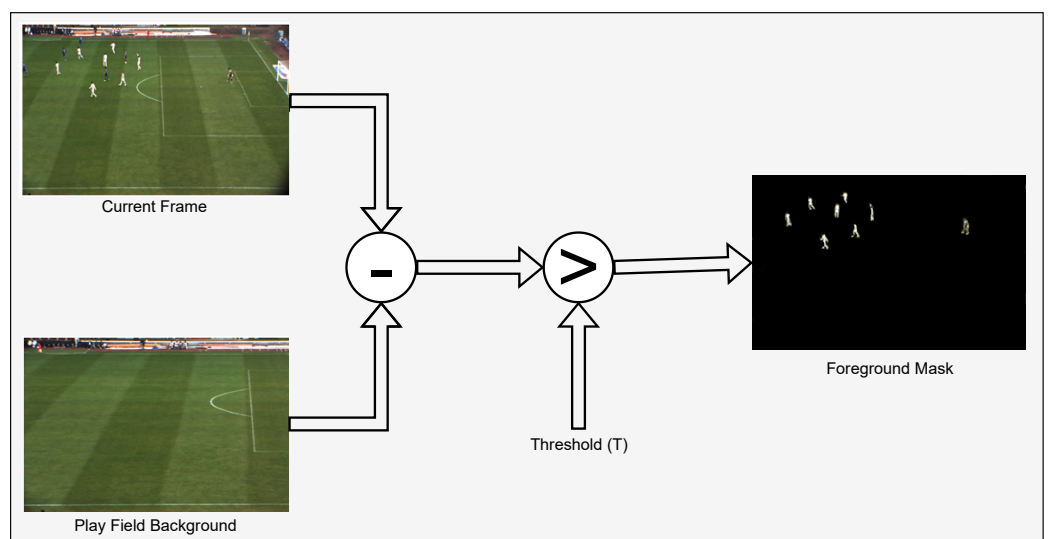 Current Frame
-
>
Threshold (T)
Play Field Background
Foreground Mask